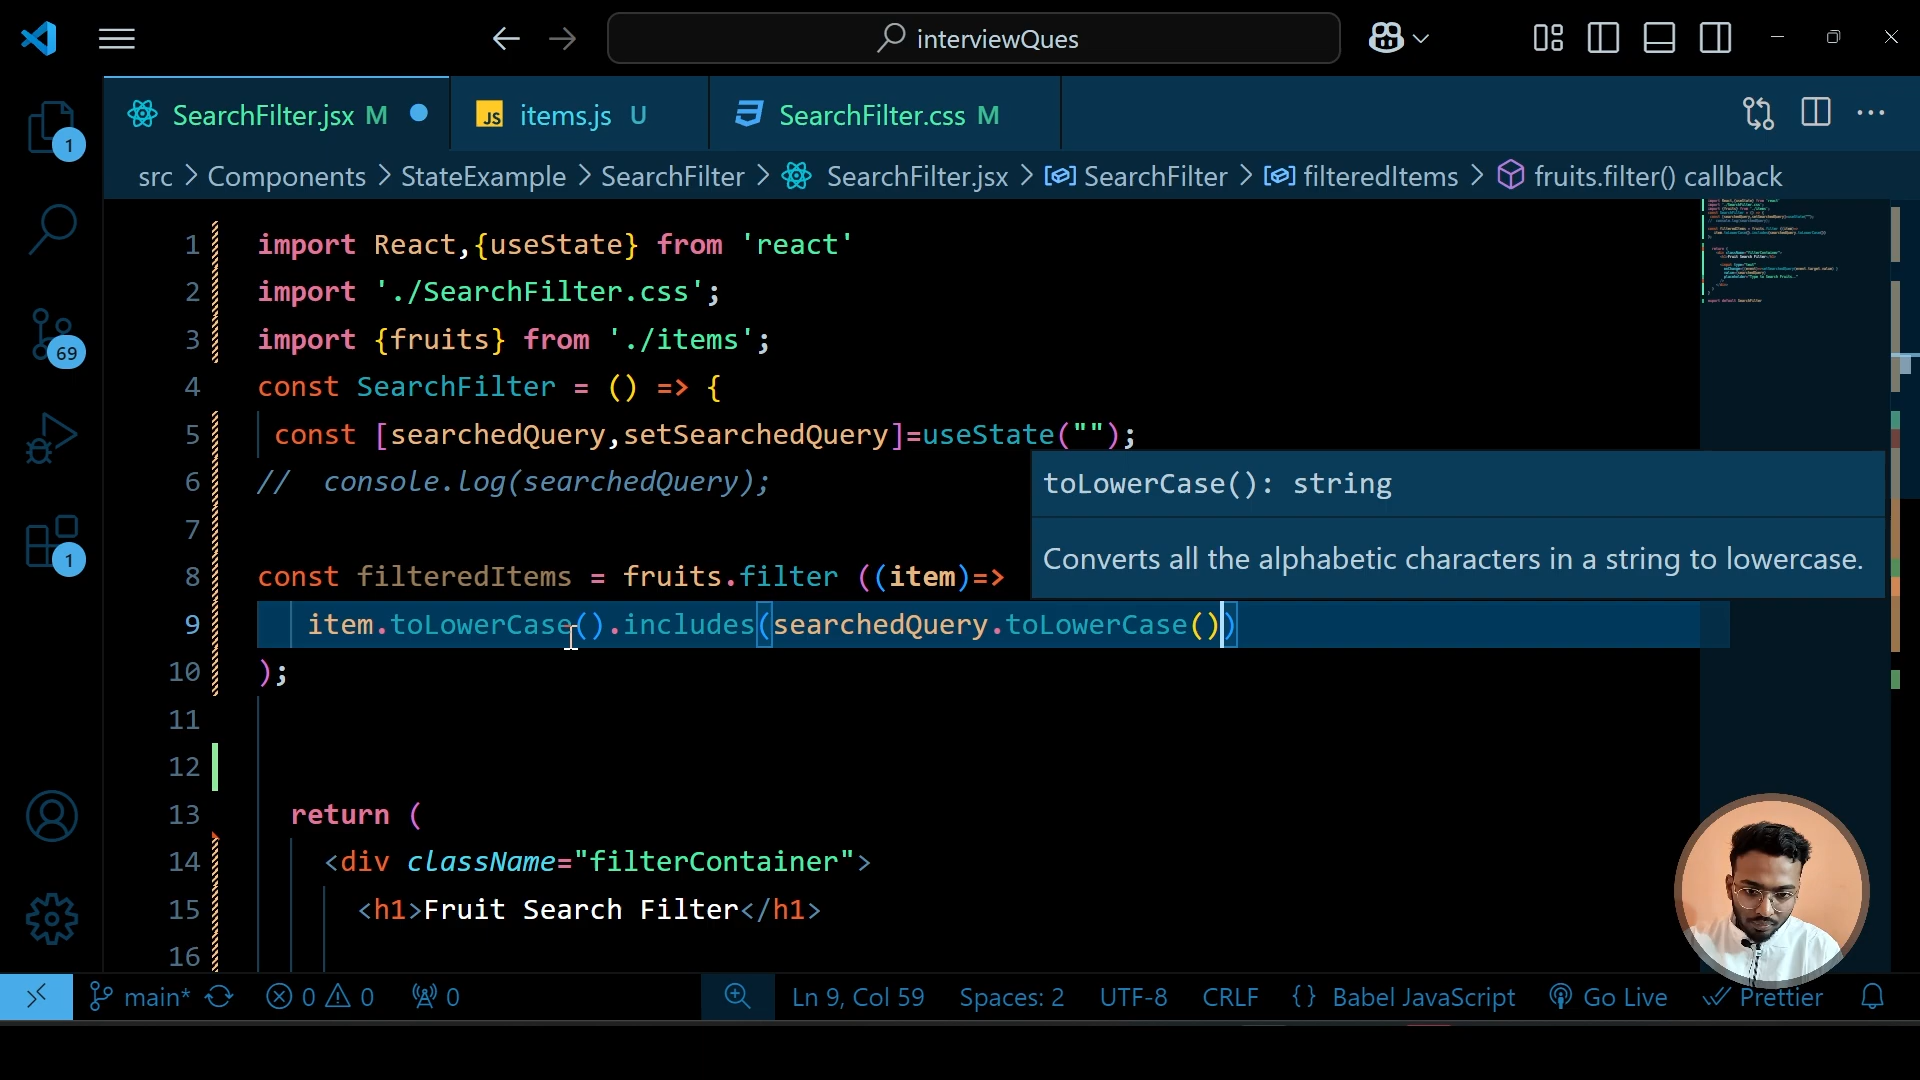 interviewQues
SearchFilter.jsx M
JS items.js U
SearchFilter.css M
src > Components > StateExample > SearchFilter > SearchFilter.jsx > SearchFilter > filteredItems > fruits.filter() callback
1 import React,{useState} from 'react'
2 import './SearchFilter.css';
3 import {fruits} from './items';
4 const SearchFilter = () => {
5 const [searchedQuery,setSearchedQuery]=useState("");
6 // console.log(searchedQuery);
toLowerCase(): string
Converts all the alphabetic characters in a string to lowercase.
7
8 const filteredItems = fruits.filter ((item)=>
9 item.toLowerCase().includes(searchedQuery.toLowerCase())
10 );
11
12
13 return (
14 <div className="filterContainer">
15 <h1>Fruit Search Filter</h1>
16
1
69
1
main* 0 0 0 Ln 9, Col 59 Spaces: 2 UTF-8 CRLF {} Babel JavaScript Go Live Prettier